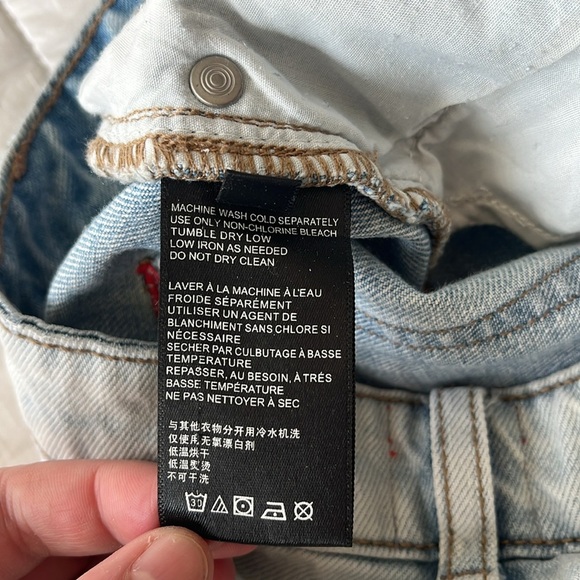 MACHINE WASH COLD SEPARATELY
USE ONLY NON-CHLORINE BLEACH
TUMBLE DRY LOW
LOW IRON AS NEEDED
DO NOT DRY CLEAN
LAVER À LA MACHINE À L'EAU
FROIDE SÉPARÉMENT
UTILISER UN AGENT DE
BLANCHIMENT SANS CHLORE SI
NÉCESSAIRE
SECHER PAR CULBUTAGE À BASSE
TEMPERATURE
REPASSER, AU BESOIN, À TRÉS
BASSE TEMPÉRATURE
NE PAS NETTOYER À SEC
与其他衣物分开用冷水机洗
仅使用无氯漂白剂
低温烘干
低温熨烫
不可干洗
30